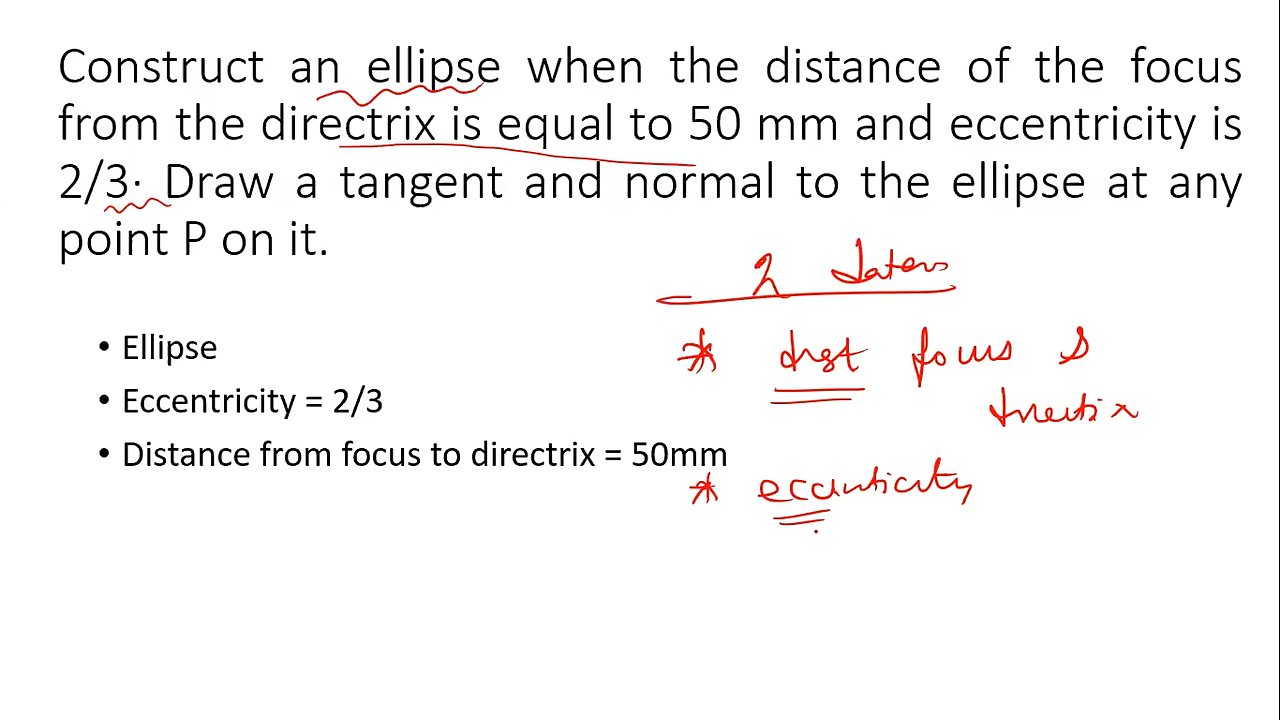 Construct an ellipse when the distance of the focus
from the directrix is equal to 50 mm and eccentricity is
2/3· Draw a tangent and normal to the ellipse at any
point P on it.
2
• Ellipse
* dist focus &
• Eccentricity = 2/3
directrix
• Distance from focus to directrix = 50mm
* eccentricity